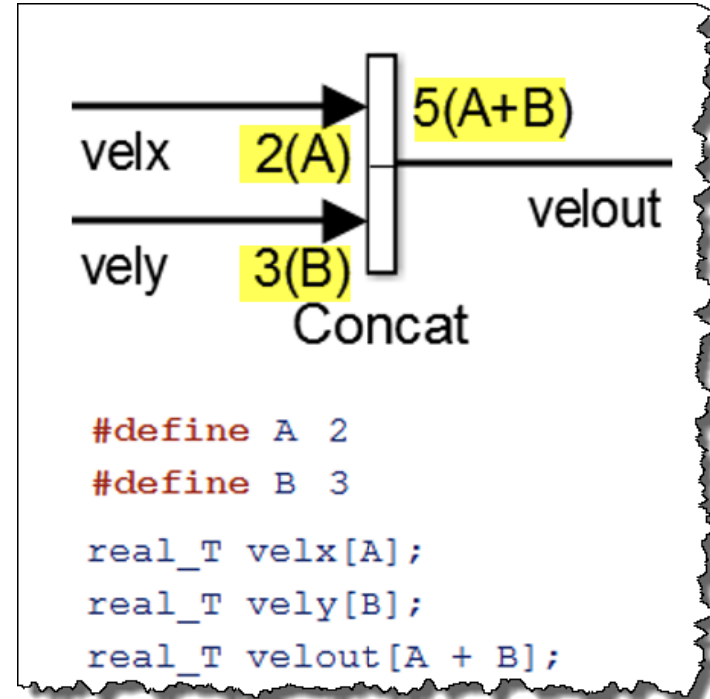 5(A+B)
velx 2(A)
velout
vely 3(B)
Concat
#define A 2
#define B 3
real_T velx[A];
real_T vely[B];
real_T velout[A + B];